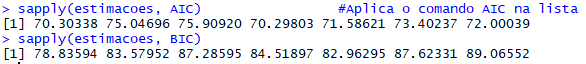 > sapply(estimacoes, AIC) #Aplica o comando AIC na lista
[1] 70.30338 75.04696 75.90920 70.29803 71.58621 73.40237 72.00039
> sapply(estimacoes, BIC)
[1] 78.83594 83.57952 87.28595 84.51897 82.96295 87.62331 89.06552